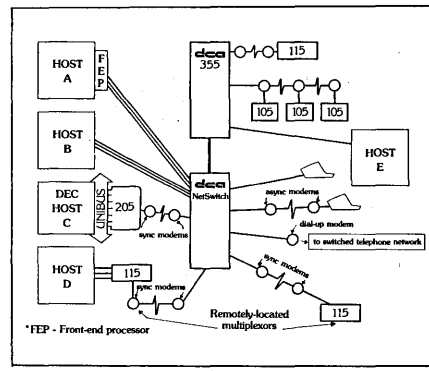 HOST
A
FEP
dca
355
115
105
105
105
HOST
B
HOST
E
DEC
HOST
C
UNIBUS
205
sync modems
dca
NetSwitch
async modems
dial-up modem
to switched telephone network
HOST
D
115
sync modems
sync modems
115
Remotely-located
multiplexors
*FEP - Front-end processor